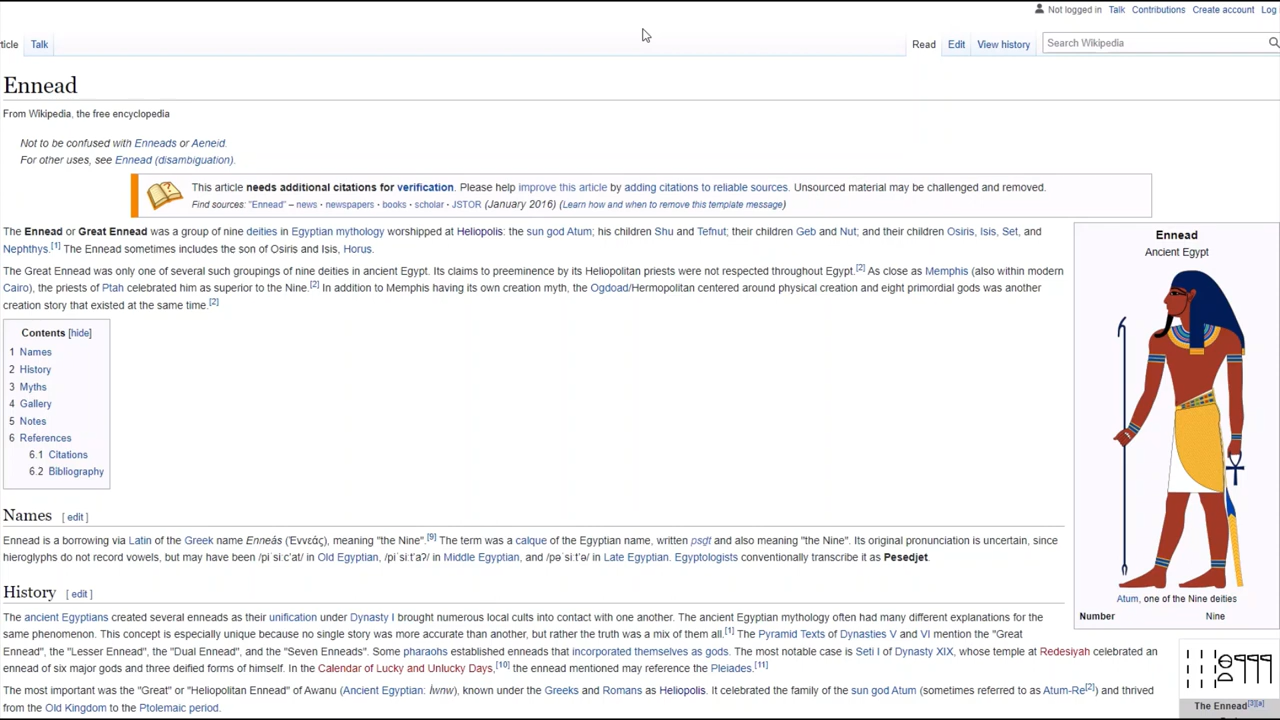 Not logged in Talk Contributions Create account Log
ticle Talk Read Edit View history Search Wikipedia
Ennead
From Wikipedia, the free encyclopedia
Not to be confused with Enneads or Aeneid.
For other uses, see Ennead (disambiguation).
This article needs additional citations for verification. Please help improve this article by adding citations to reliable sources. Unsourced material may be challenged and removed.
Find sources: "Ennead" – news · newspapers · books · scholar · JSTOR (January 2016) (Learn how and when to remove this template message)
The Ennead or Great Ennead was a group of nine deities in Egyptian mythology worshipped at Heliopolis: the sun god Atum; his children Shu and Tefnut; their children Geb and Nut; and their children Osiris, Isis, Set, and
Nephthys.[1] The Ennead sometimes includes the son of Osiris and Isis, Horus.
The Great Ennead was only one of several such groupings of nine deities in ancient Egypt. Its claims to preeminence by its Heliopolitan priests were not respected throughout Egypt.[2] As close as Memphis (also within modern
Cairo), the priests of Ptah celebrated him as superior to the Nine.[2] In addition to Memphis having its own creation myth, the Ogdoad/Hermopolitan centered around physical creation and eight primordial gods was another
creation story that existed at the same time.[2]
Contents [hide]
1 Names
2 History
3 Myths
4 Gallery
5 Notes
6 References
6.1 Citations
6.2 Bibliography
Names [ edit ]
Ennead is a borrowing via Latin of the Greek name Enneás (Ἐννεάς), meaning "the Nine".[9] The term was a calque of the Egyptian name, written psḏt and also meaning "the Nine". Its original pronunciation is uncertain, since
hieroglyphs do not record vowels, but may have been /piˈsiːcʼat/ in Old Egyptian, /piˈsiːtʼaʔ/ in Middle Egyptian, and /pəˈsiːtʼə/ in Late Egyptian. Egyptologists conventionally transcribe it as Pesedjet.
History [ edit ]
The ancient Egyptians created several enneads as their unification under Dynasty I brought numerous local cults into contact with one another. The ancient Egyptian mythology often had many different explanations for the
same phenomenon. This concept is especially unique because no single story was more accurate than another, but rather the truth was a mix of them all.[1] The Pyramid Texts of Dynasties V and VI mention the "Great
Ennead", the "Lesser Ennead", the "Dual Ennead", and the "Seven Enneads". Some pharaohs established enneads that incorporated themselves as gods. The most notable case is Seti I of Dynasty XIX, whose temple at Redesiyah celebrated an
ennead of six major gods and three deified forms of himself. In the Calendar of Lucky and Unlucky Days,[10] the ennead mentioned may reference the Pleiades.[11]
The most important was the "Great" or "Heliopolitan Ennead" of Awanu (Ancient Egyptian: Iwnw), known under the Greeks and Romans as Heliopolis. It celebrated the family of the sun god Atum (sometimes referred to as Atum-Re[2]) and thrived
from the Old Kingdom to the Ptolemaic period.
Ennead
Ancient Egypt
Atum, one of the Nine deities
Number Nine
The Ennead[3][a]